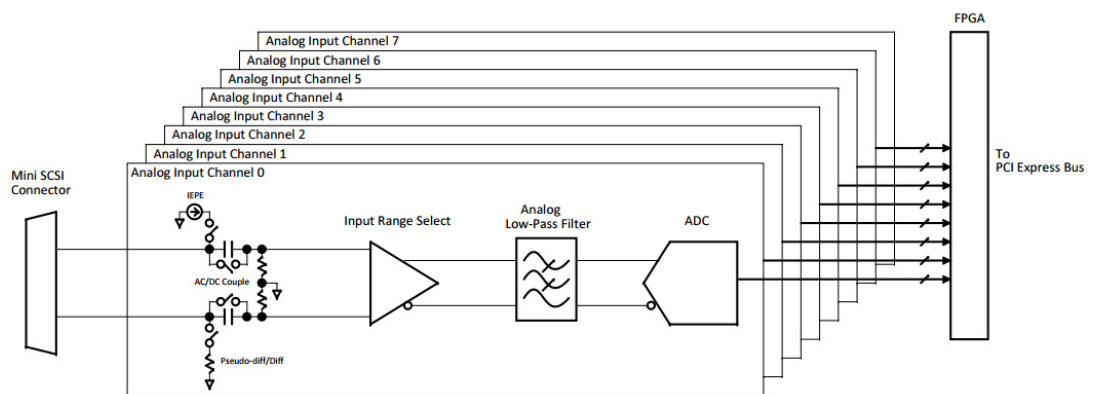 FPGA
Analog Input Channel 7
Analog Input Channel 6
Analog Input Channel 5
Analog Input Channel 4
Analog Input Channel 3
Analog Input Channel 2
Analog Input Channel 1
Analog Input Channel 0
Mini SCSI
Connector
To
PCI Express Bus
IEPE
Input Range Select
Analog
Low-Pass Filter
ADC
AC/DC Couple
Pseudo-diff/Diff